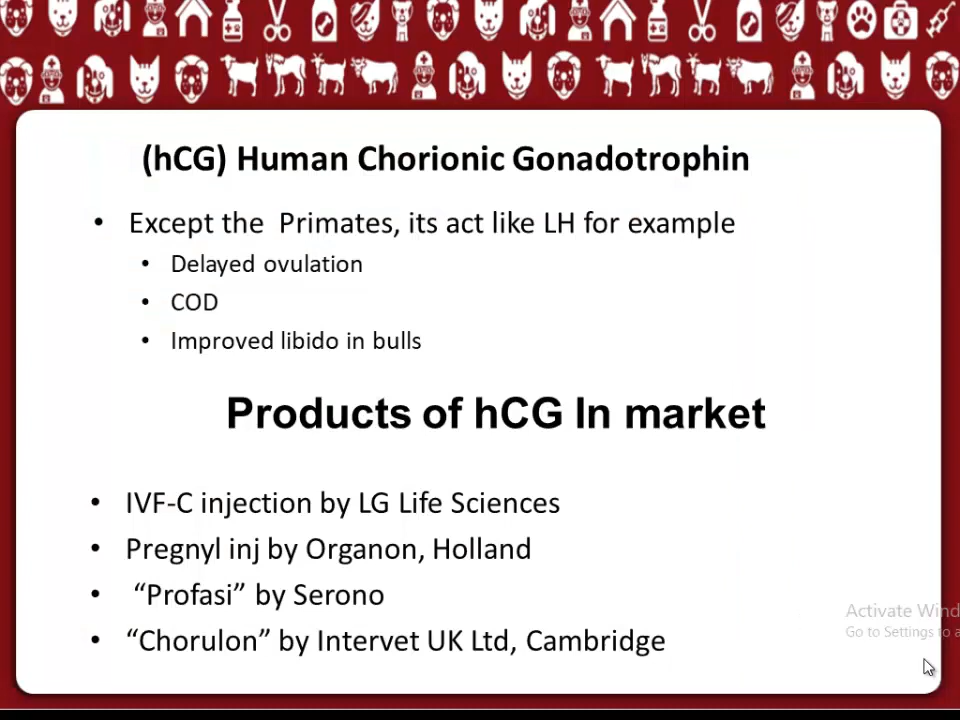 (hCG) Human Chorionic Gonadotrophin
• Except the Primates, its act like LH for example
• Delayed ovulation
• COD
• Improved libido in bulls
Products of hCG In market
• IVF-C injection by LG Life Sciences
• Pregnyl inj by Organon, Holland
• “Profasi” by Serono
• “Chorulon” by Intervet UK Ltd, Cambridge
Activate Wind
Go to Settings to a